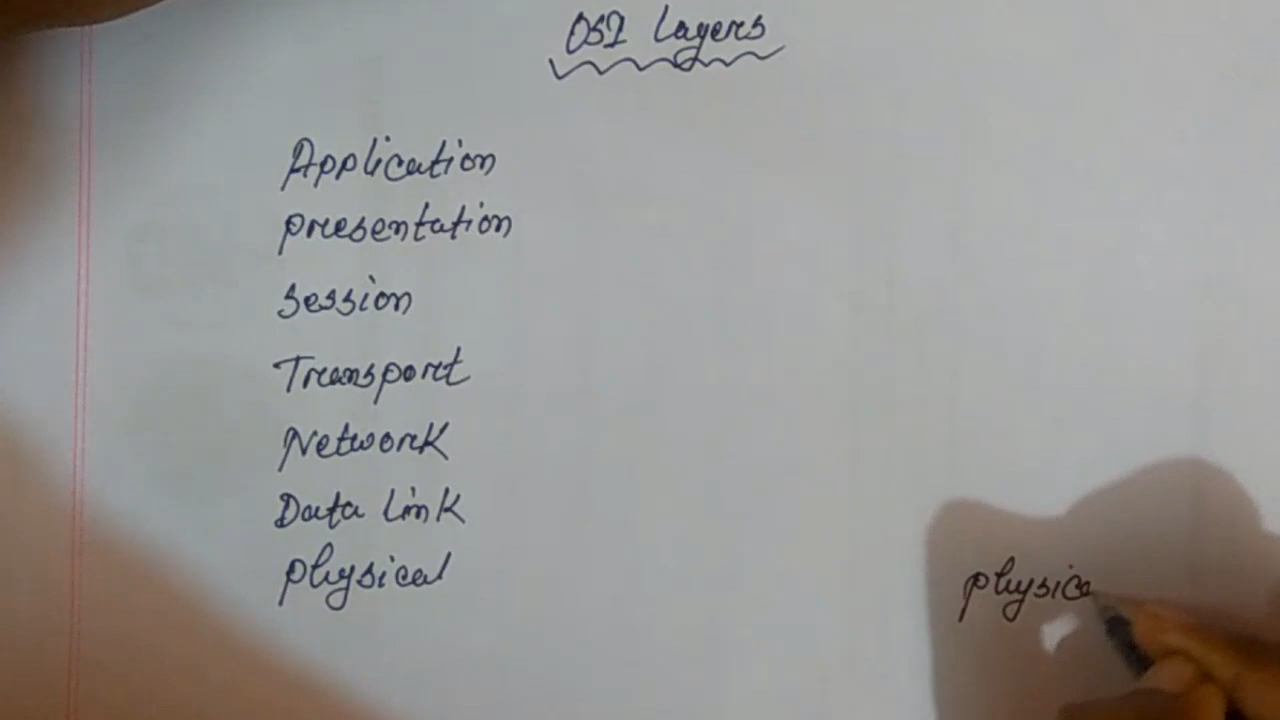 OSI Layers
Application
presentation
session
Transport
Network
Data Link
physical
physica